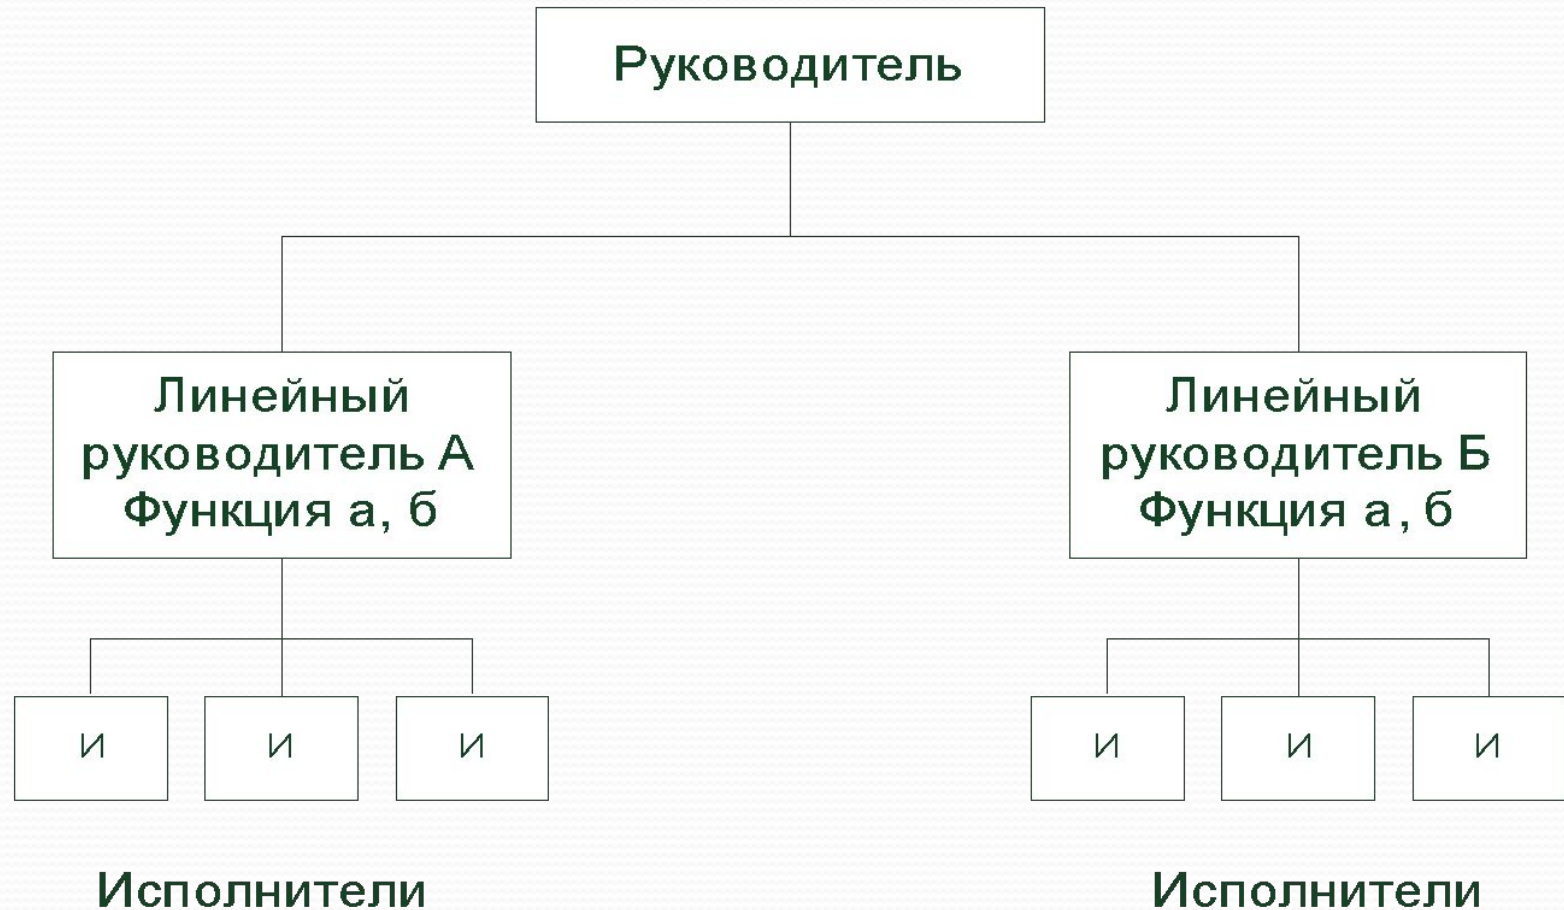 Руководитель
Линейный
руководитель А
Функция а, б
Линейный
руководитель Б
Функция а, б
И
И
И
И
И
И
Исполнители
Исполнители